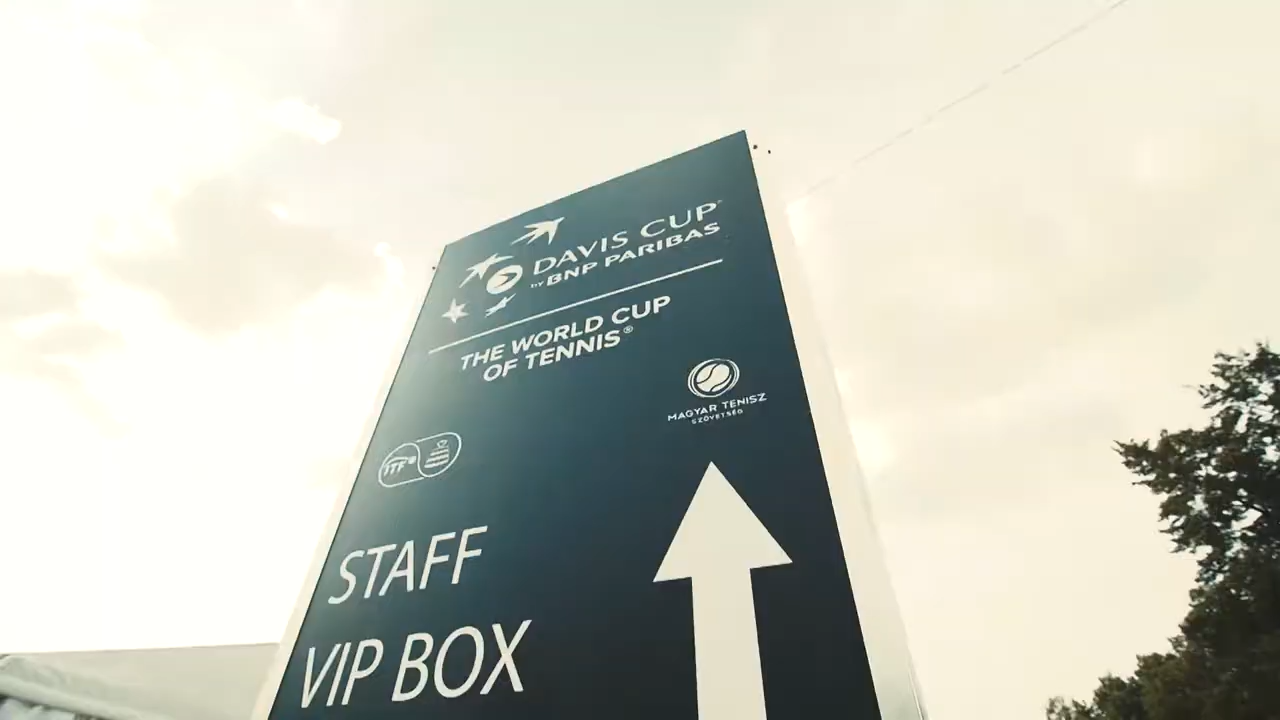 DAVIS CUP
BY BNP PARIBAS
THE WORLD CUP
OF TENNIS®
MAGYAR TENISZ
SZÖVETSÉG
ITF
STAFF
VIP BOX